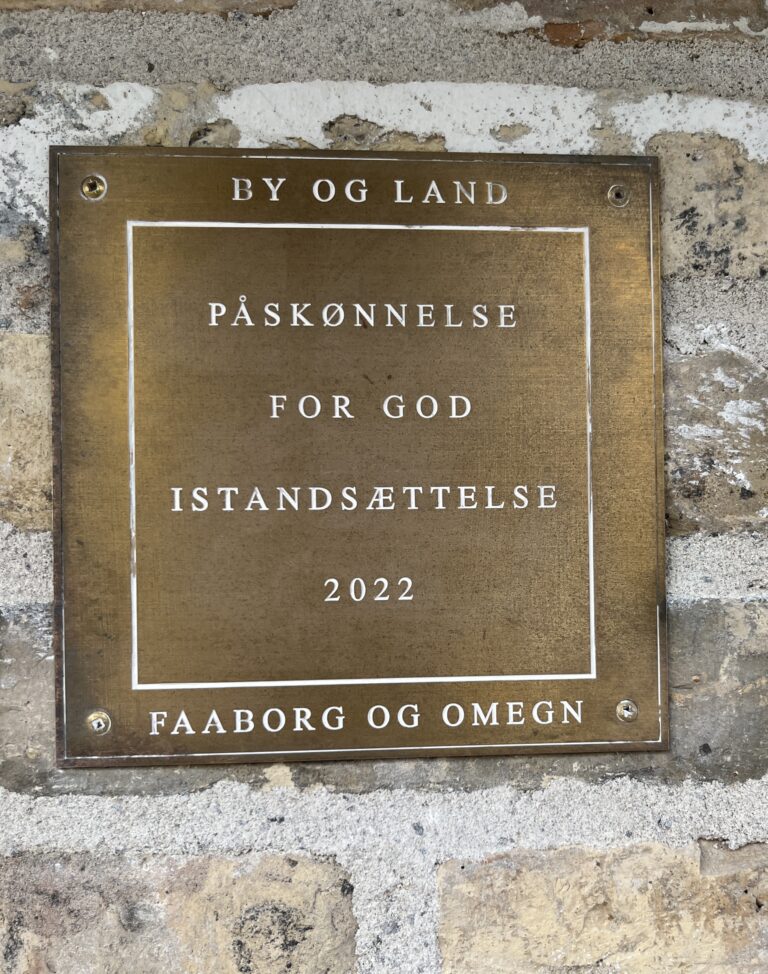 BY OG LAND
PÅSKØNNELSE
FOR GOD
ISTANDSÆTTELSE
2022
FAABORG OG OMEGN